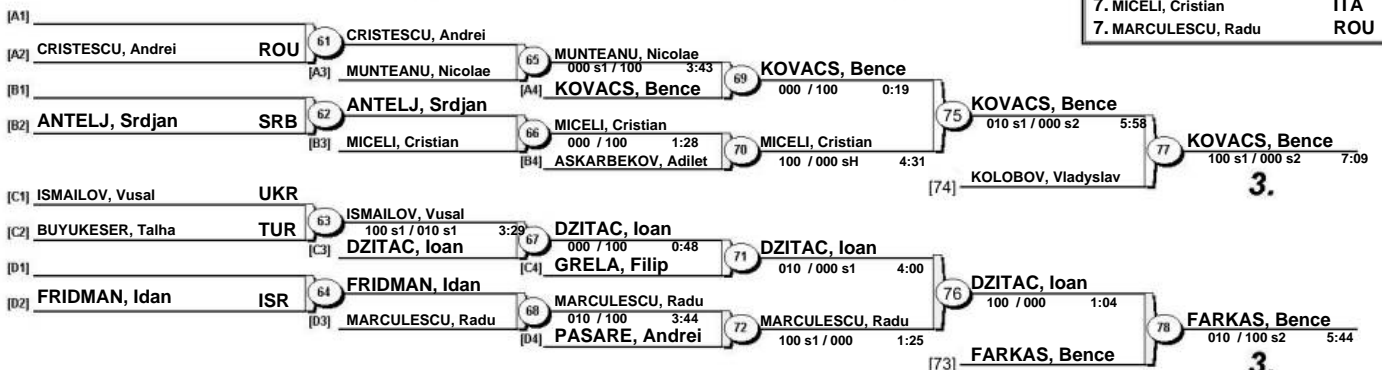 7. MICELI, Cristian ITA
7. MARCULESCU, Radu ROU
[A1]
[A2] CRISTESCU, Andrei ROU
61
CRISTESCU, Andrei
[A3] MUNTEANU, Nicolae
65
MUNTEANU, Nicolae
000 s1 / 100 3:43
[A4] KOVACS, Bence
69
KOVACS, Bence
000 / 100 0:19
[B1]
[B2] ANTELJ, Srdjan SRB
62
ANTELJ, Srdjan
[B3] MICELI, Cristian
66
MICELI, Cristian
000 / 100 1:28
[B4] ASKARBEKOV, Adilet
70
MICELI, Cristian
100 / 000 sH 4:31
75
KOVACS, Bence
010 s1 / 000 s2 5:58
[74] KOLOBOV, Vladyslav
77
KOVACS, Bence
100 s1 / 000 s2 7:09
3.
[C1] ISMAILOV, Vusal UKR
[C2] BUYUKESER, Talha TUR
63
ISMAILOV, Vusal
100 s1 / 010 s1 3:29
[C3] DZITAC, Ioan
67
DZITAC, Ioan
000 / 100 0:48
[C4] GRELA, Filip
71
DZITAC, Ioan
010 / 000 s1 4:00
[D1]
[D2] FRIDMAN, Idan ISR
64
FRIDMAN, Idan
[D3] MARCULESCU, Radu
68
MARCULESCU, Radu
010 / 100 3:44
[D4] PASARE, Andrei
72
MARCULESCU, Radu
100 s1 / 000 1:25
76
DZITAC, Ioan
100 / 000 1:04
[73] FARKAS, Bence
78
FARKAS, Bence
010 / 100 s2 5:44
3.